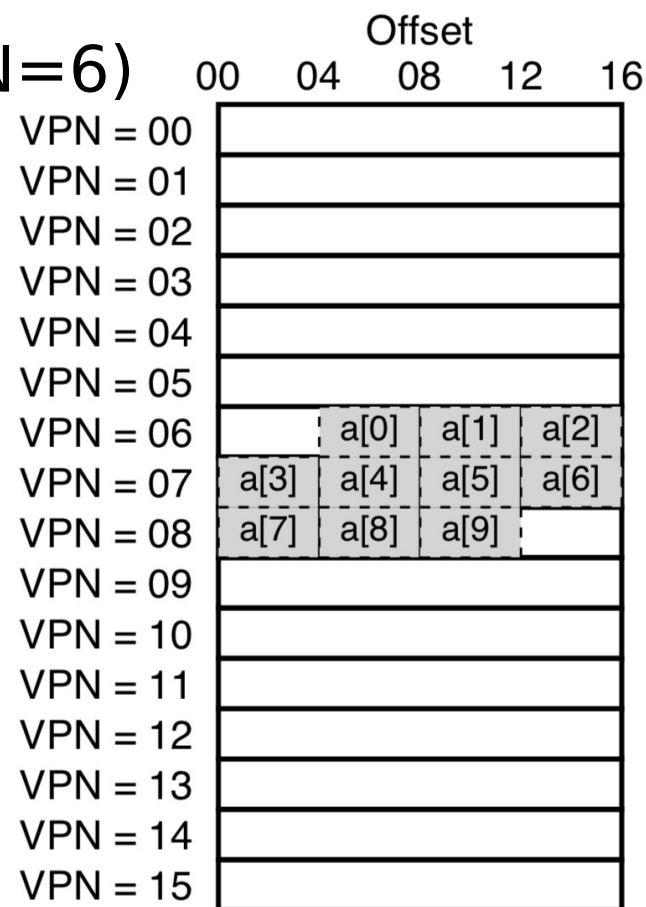 Offset
N=6)
00 04 08 12 16
VPN = 00
VPN = 01
VPN = 02
VPN = 03
VPN = 04
VPN = 05
VPN = 06 a[0] a[1] a[2]
VPN = 07 a[3] a[4] a[5] a[6]
VPN = 08 a[7] a[8] a[9]
VPN = 09
VPN = 10
VPN = 11
VPN = 12
VPN = 13
VPN = 14
VPN = 15